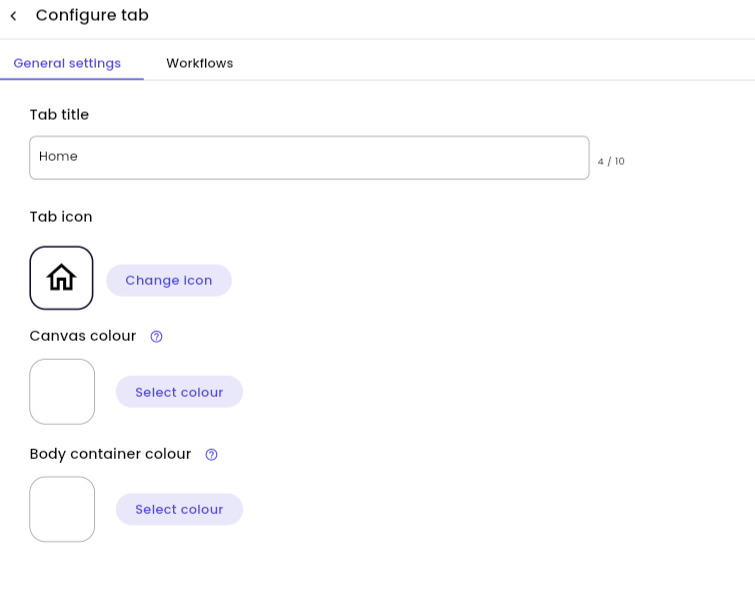 Configure tab
General settings
Workflows
Tab title
Home
4 / 10
Tab icon
Change icon
Canvas colour
Select colour
Body container colour
Select colour